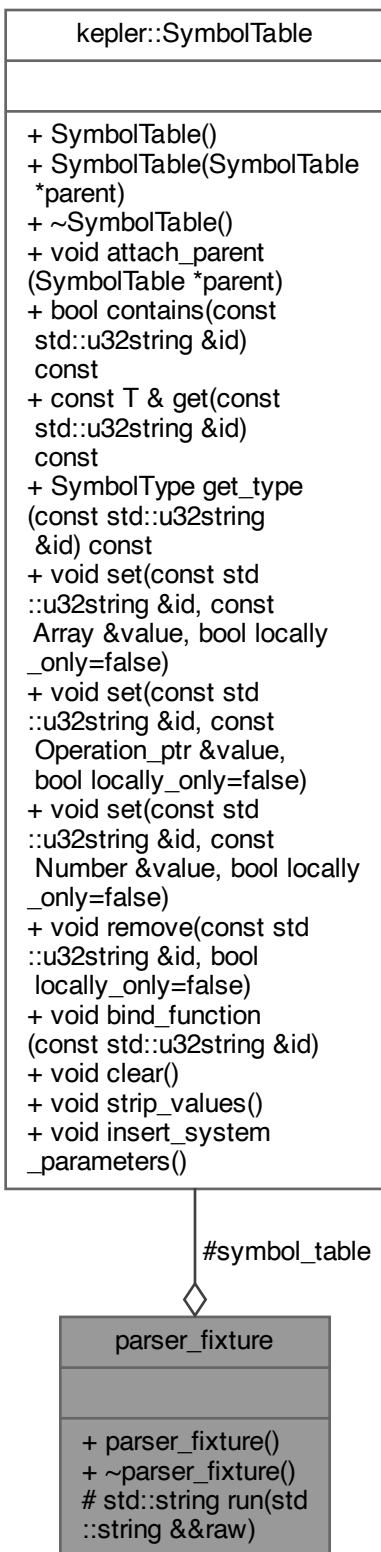 kepler::SymbolTable
+ SymbolTable()
+ SymbolTable(SymbolTable
*parent)
+ ~SymbolTable()
+ void attach_parent
(SymbolTable *parent)
+ bool contains(const
std::u32string &id)
const
+ const T & get(const
std::u32string &id)
const
+ SymbolType get_type
(const std::u32string
&id) const
+ void set(const std
::u32string &id, const
Array &value, bool locally
_only=false)
+ void set(const std
::u32string &id, const
Operation_ptr &value,
bool locally_only=false)
+ void set(const std
::u32string &id, const
Number &value, bool locally
_only=false)
+ void remove(const std
::u32string &id, bool
locally_only=false)
+ void bind_function
(const std::u32string &id)
+ void clear()
+ void strip_values()
+ void insert_system
_parameters()
#symbol_table
parser_fixture
+ parser_fixture()
+ ~parser_fixture()
# std::string run(std
::string &&raw)